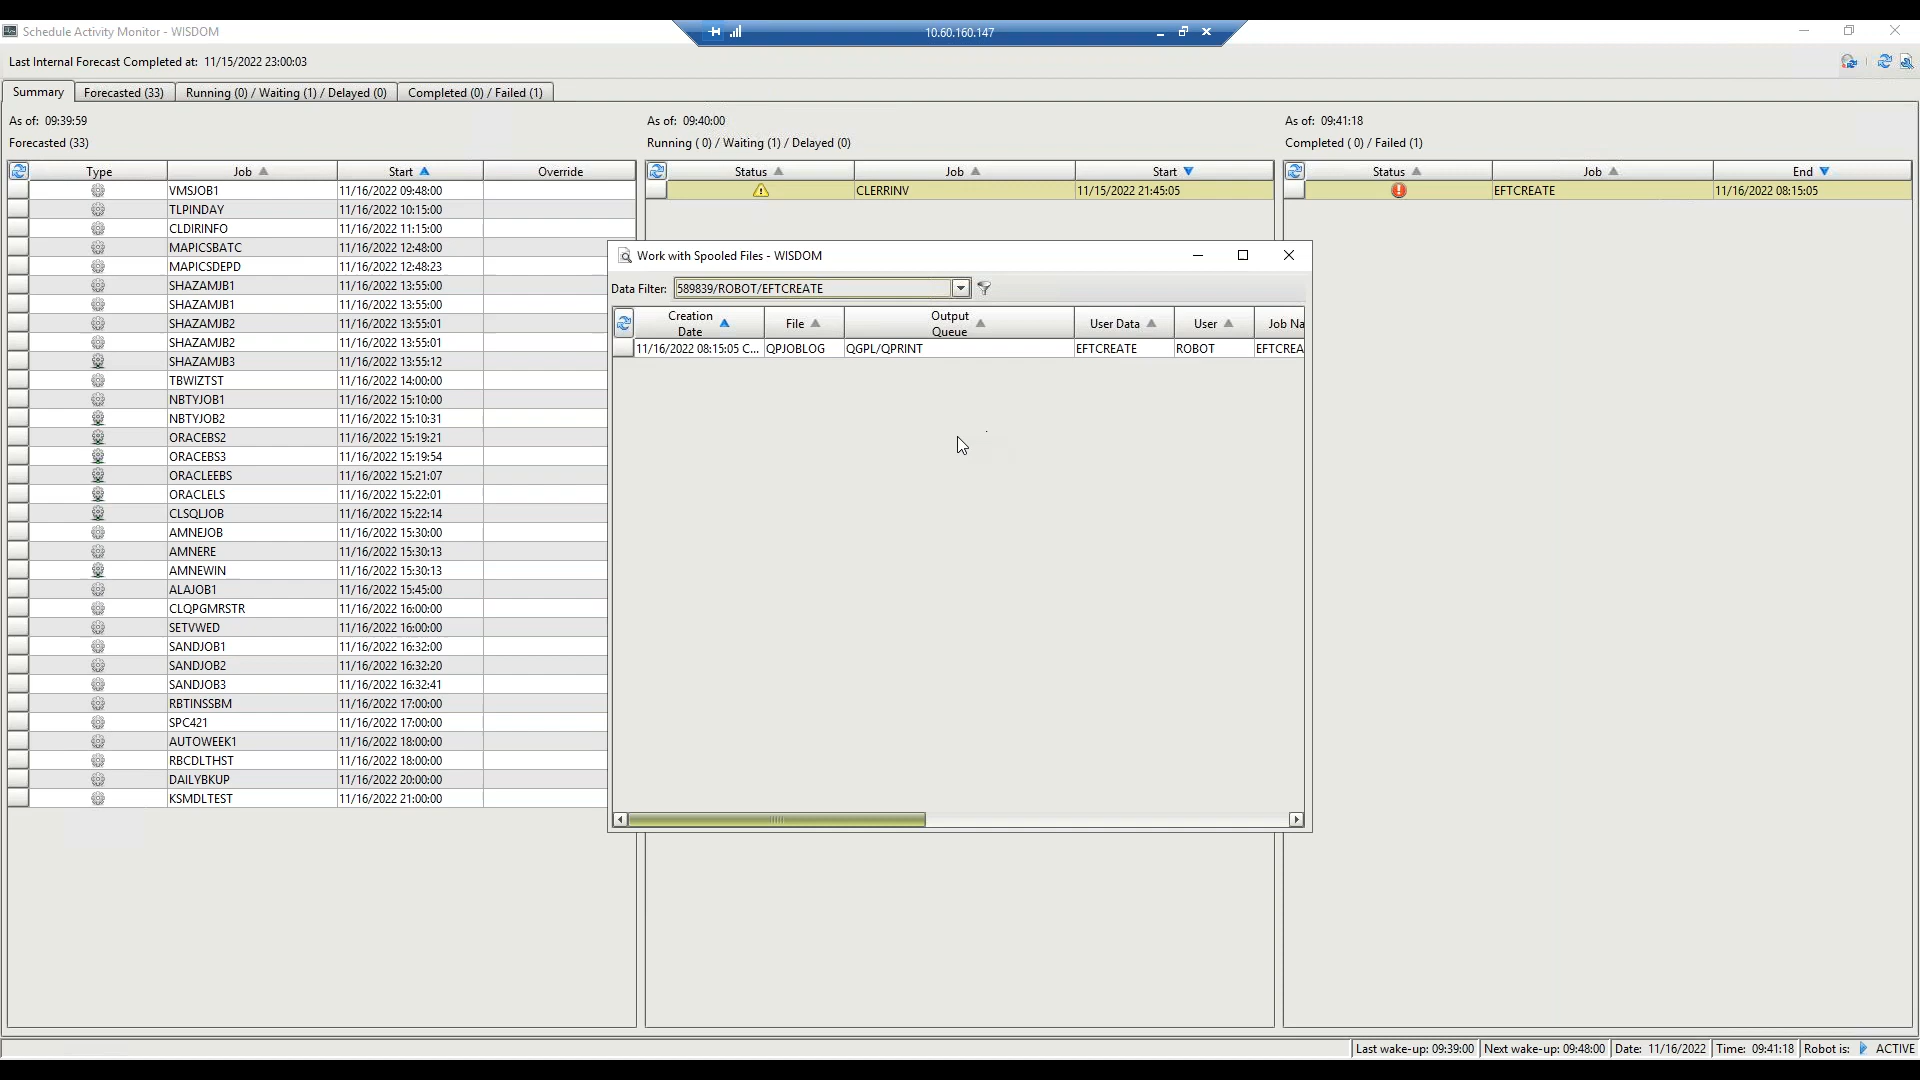 Schedule Activity Monitor - WISDOM
10.60.160.147
Last Internal Forecast Completed at: 11/15/2022 23:00:03
Summary
Forecasted (33)
Running (0) / Waiting (1) / Delayed (0)
Completed (0) / Failed (1)
As of: 09:39:59
Forecasted (33)
Type Job Start Override
VMSJOB1 11/16/2022 09:48:00
TLPINDAY 11/16/2022 10:15:00
CLDIRINFO 11/16/2022 11:15:00
MAPICSBATC 11/16/2022 12:48:00
MAPICSDEPD 11/16/2022 12:48:23
SHAZAMJB1 11/16/2022 13:55:00
SHAZAMJB1 11/16/2022 13:55:00
SHAZAMJB2 11/16/2022 13:55:01
SHAZAMJB2 11/16/2022 13:55:01
SHAZAMJB3 11/16/2022 13:55:12
TBWIZTST 11/16/2022 14:00:00
NBTYJOB1 11/16/2022 15:10:00
NBTYJOB2 11/16/2022 15:10:31
ORACEBS2 11/16/2022 15:19:21
ORACEBS3 11/16/2022 15:19:54
ORACLEEBS 11/16/2022 15:21:07
ORACLELS 11/16/2022 15:22:01
CLSQLJOB 11/16/2022 15:22:14
AMNEJOB 11/16/2022 15:30:00
AMNERE 11/16/2022 15:30:13
AMNEWIN 11/16/2022 15:30:13
ALAJOB1 11/16/2022 15:45:00
CLQPGMRSTR 11/16/2022 16:00:00
SETVWED 11/16/2022 16:00:00
SANDJOB1 11/16/2022 16:32:00
SANDJOB2 11/16/2022 16:32:20
SANDJOB3 11/16/2022 16:32:41
RBTINSSBM 11/16/2022 17:00:00
SPC421 11/16/2022 17:00:00
AUTOWEEK1 11/16/2022 18:00:00
RBCDLTHST 11/16/2022 18:00:00
DAILYBKUP 11/16/2022 20:00:00
KSMDLTEST 11/16/2022 21:00:00
As of: 09:40:00
Running ( 0) / Waiting (1) / Delayed (0)
Status Job Start
CLERRINV 11/15/2022 21:45:05
As of: 09:41:18
Completed ( 0) / Failed (1)
Status Job End
EFTCREATE 11/16/2022 08:15:05
Work with Spooled Files - WISDOM
Data Filter: 589839/ROBOT/EFTCREATE
Creation Date File Output Queue User Data User Job Na
11/16/2022 08:15:05 C... QPJOBLOG QGPL/QPRINT EFTCREATE ROBOT EFTCREA
Last wake-up: 09:39:00 Next wake-up: 09:48:00 Date: 11/16/2022 Time: 09:41:18 Robot is: ACTIVE